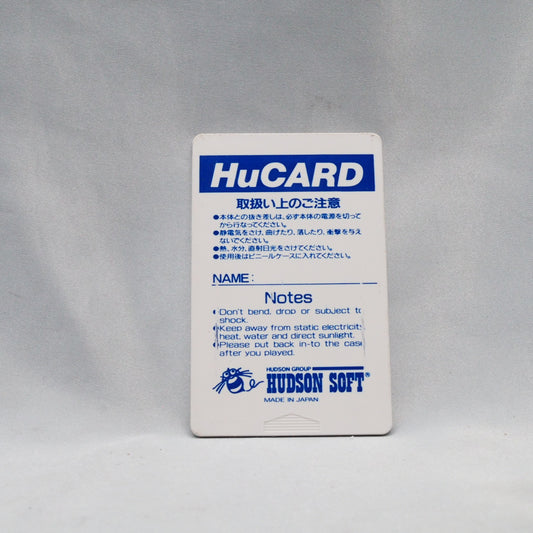 HuCARD
取扱い上のご注意
●本体との抜き差しは、必ず本体の電源を切って
から行なってください。
●静電気をさけ、曲げたり、落したり、衝撃を与え
ないでください。
●熱、水分、直射日光をさけてください。
●使用後はビニールケースに入れてください。
NAME:
Notes
●Don't bend, drop or subject to
shock.
●Keep away from static electricity,
heat, water and direct sunlight.
●Please put back in-to the case
after you played.
HUDSON GROUP
HUDSON SOFT®
MADE IN JAPAN